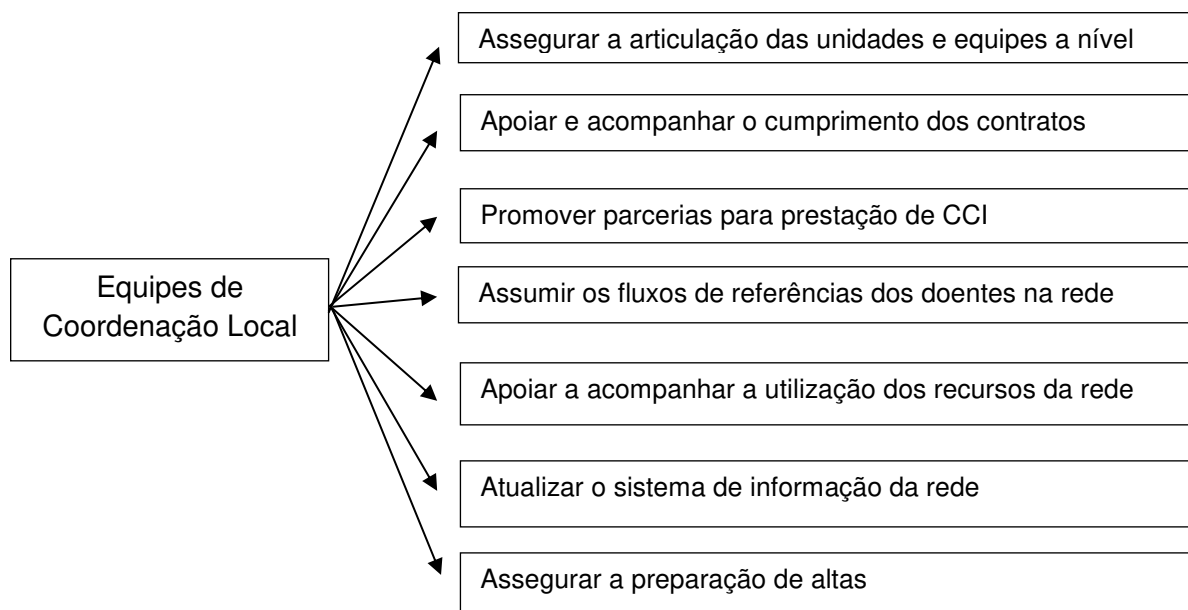 Assegurar a articulação das unidades e equipes a nível
Apoiar e acompanhar o cumprimento dos contratos
Promover parcerias para prestação de CCI
Equipes de
Coordenação Local
Assumir os fluxos de referências dos doentes na rede
Apoiar a acompanhar a utilização dos recursos da rede
Atualizar o sistema de informação da rede
Assegurar a preparação de altas